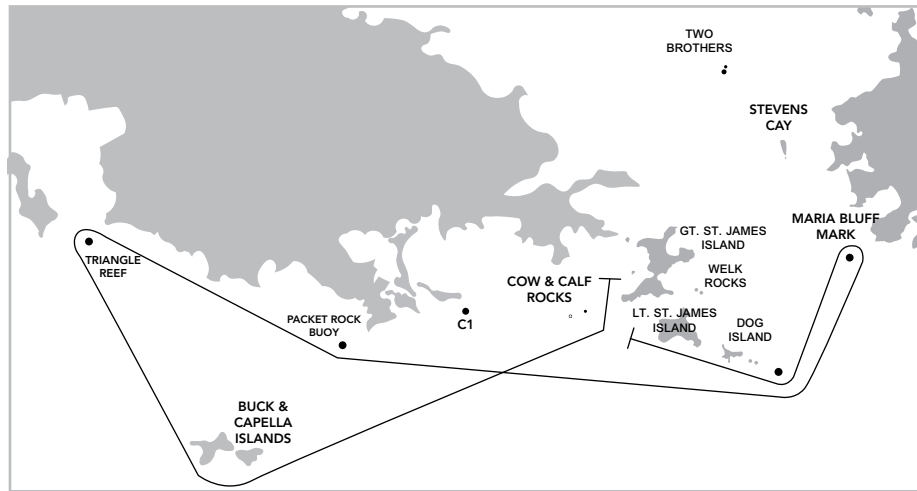 TWO
BROTHERS
STEVENS
CAY
MARIA BLUFF
MARK
GT. ST. JAMES
ISLAND
WELK
ROCKS
TRIANGLE
REEF
COW & CALF
ROCKS
PACKET ROCK
BUOY
C1
LT. ST. JAMES
ISLAND
DOG
ISLAND
BUCK &
CAPELLA
ISLANDS